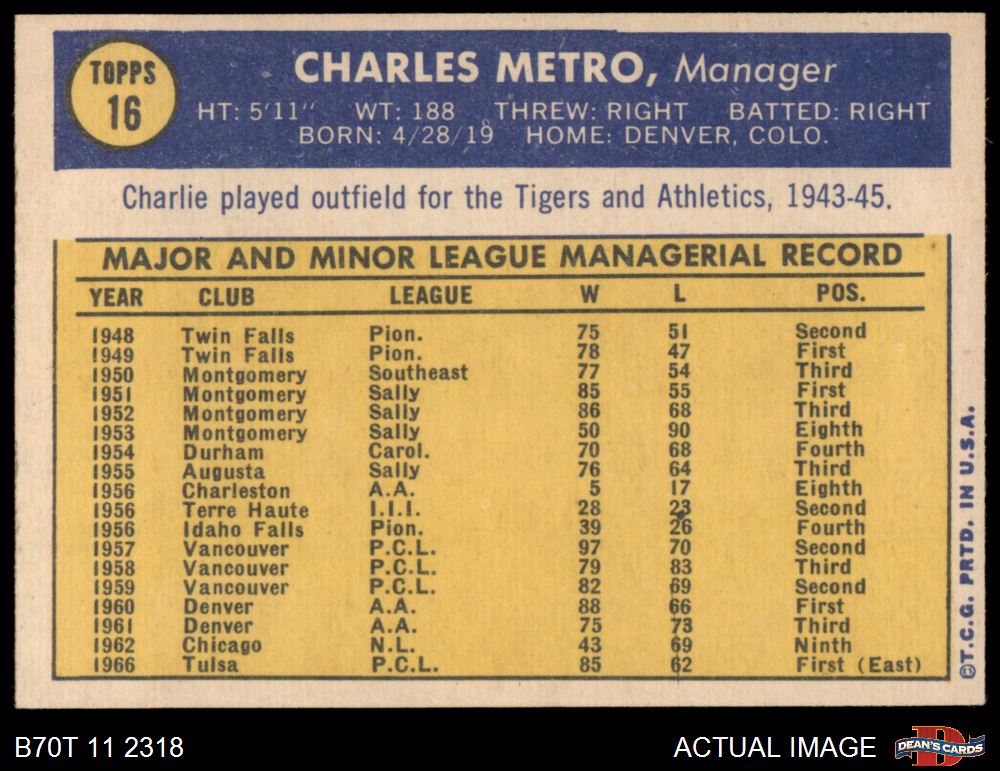 TOPPS
16
CHARLES METRO, Manager
HT: 5'11" WT: 188 THREW: RIGHT BATTED: RIGHT
BORN: 4/28/19 HOME: DENVER, COLO.
Charlie played outfield for the Tigers and Athletics, 1943-45.
MAJOR AND MINOR LEAGUE MANAGERIAL RECORD
YEAR CLUB LEAGUE W L POS.
1948 Twin Falls Pion. 75 51 Second
1949 Twin Falls Pion. 78 47 First
1950 Montgomery Southeast 77 54 Third
1951 Montgomery Sally 85 55 First
1952 Montgomery Sally 86 68 Third
1953 Montgomery Sally 50 90 Eighth
1954 Durham Carol. 70 68 Fourth
1955 Augusta Sally 76 64 Third
1956 Charleston A.A. 5 17 Eighth
1956 Terre Haute I.I.I. 28 23 Second
1956 Idaho Falls Pion. 39 26 Fourth
1957 Vancouver P.C.L. 97 70 Second
1958 Vancouver P.C.L. 79 83 Third
1959 Vancouver P.C.L. 82 69 Second
1960 Denver A.A. 88 66 First
1961 Denver A.A. 75 73 Third
1962 Chicago N.L. 43 69 Ninth
1966 Tulsa P.C.L. 85 62 First (East)
©T.C.G. PRTD. IN U.S.A.
B70T 11 2318 ACTUAL IMAGE
D
DEAN'S CARDS